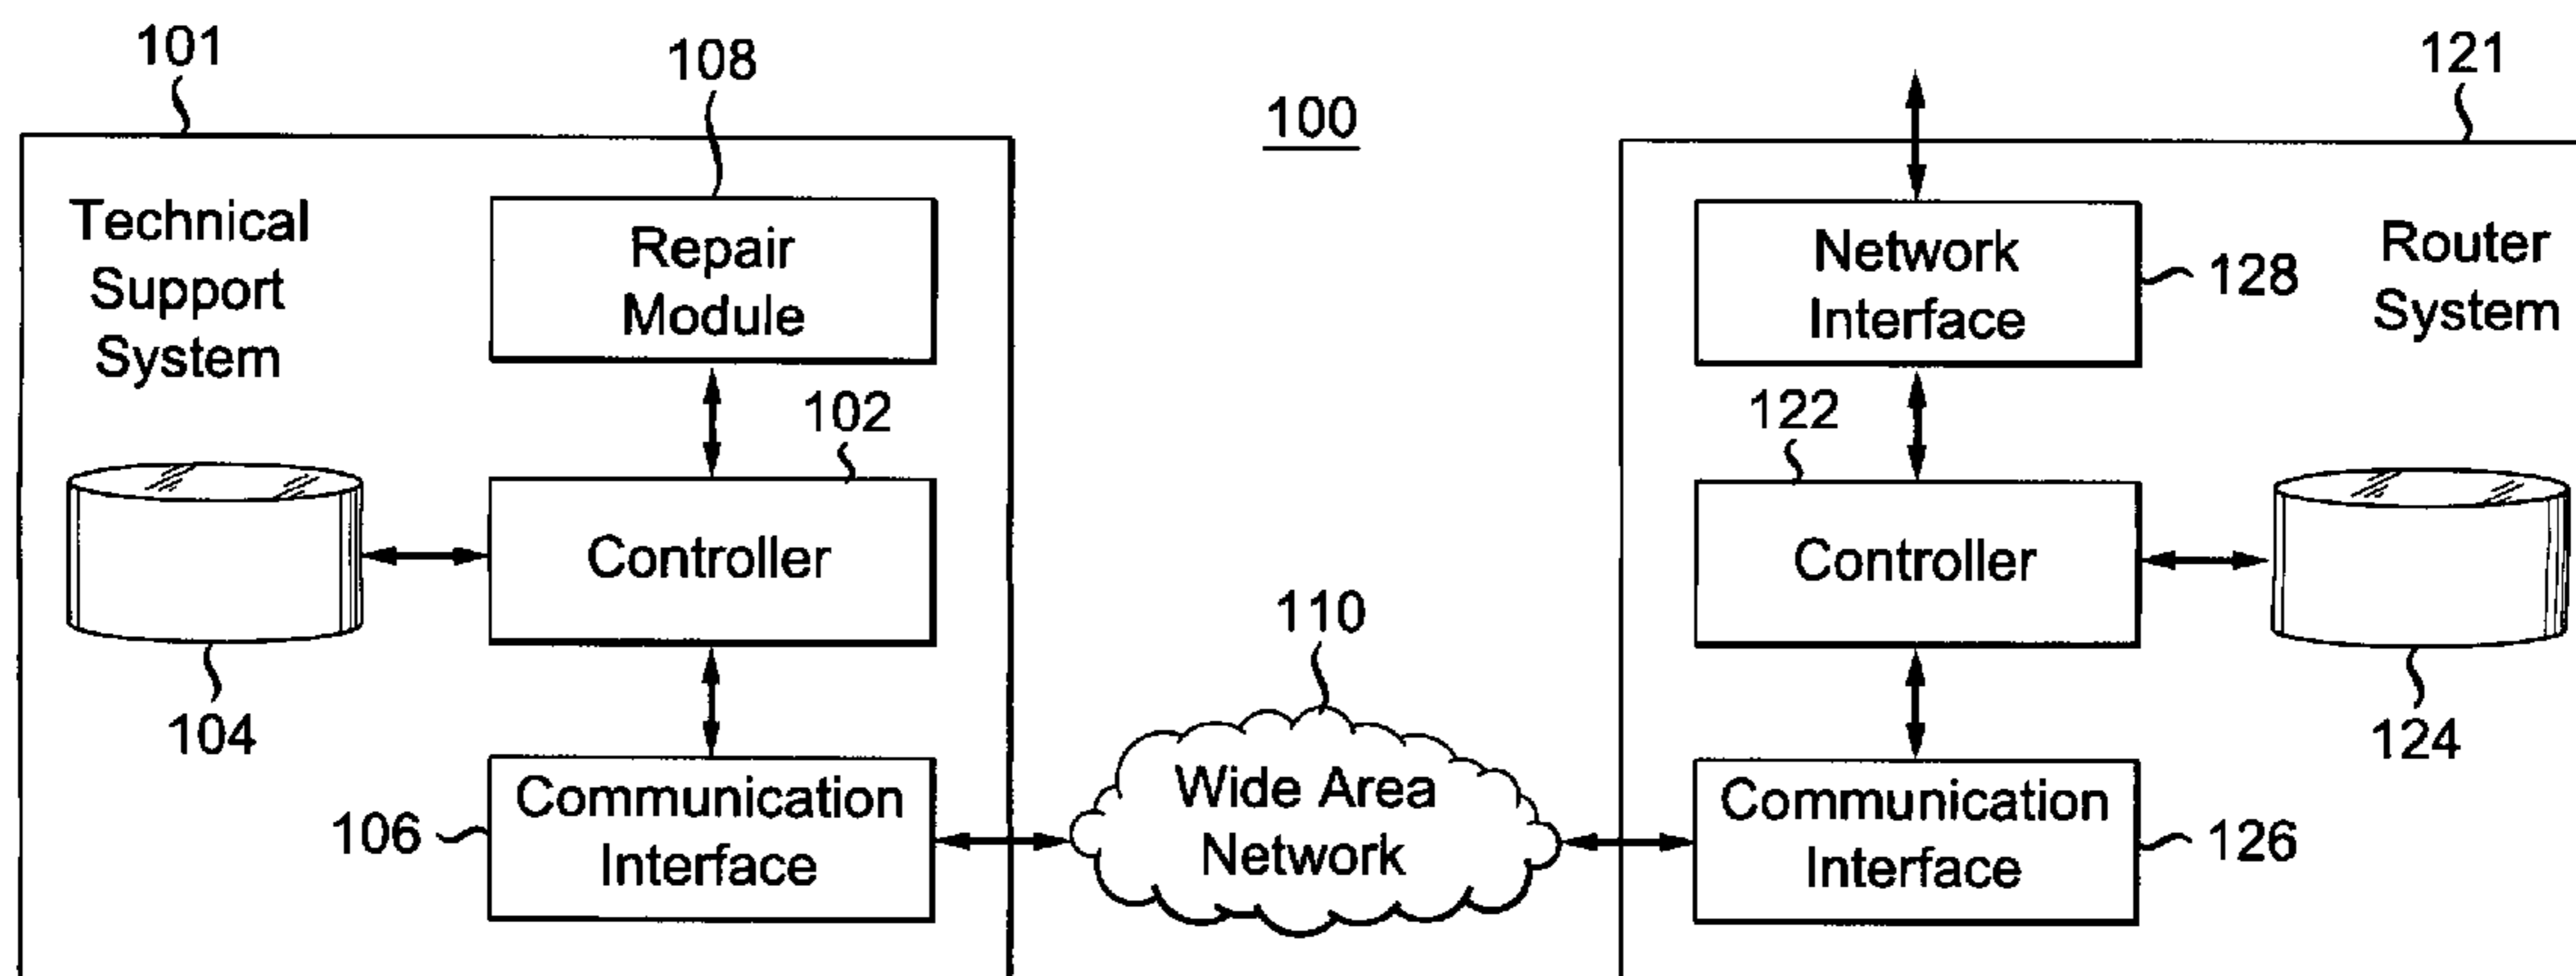 101
108
100
121
Technical
Support
System
Repair
Module
Network
Interface
128
Router
System
102
122
Controller
Controller
104
110
124
106
Communication
Interface
Wide Area
Network
Communication
Interface
126